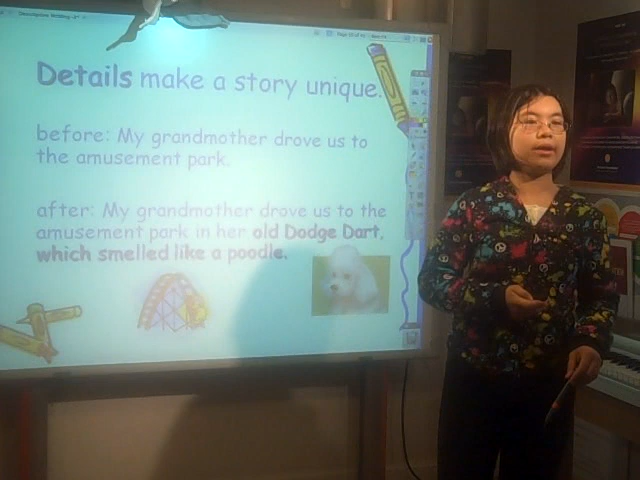 Details make a story unique.
before: My grandmother drove us to
the amusement park.
after: My grandmother drove us to the
amusement park in her old Dodge Dart,
which smelled like a poodle.